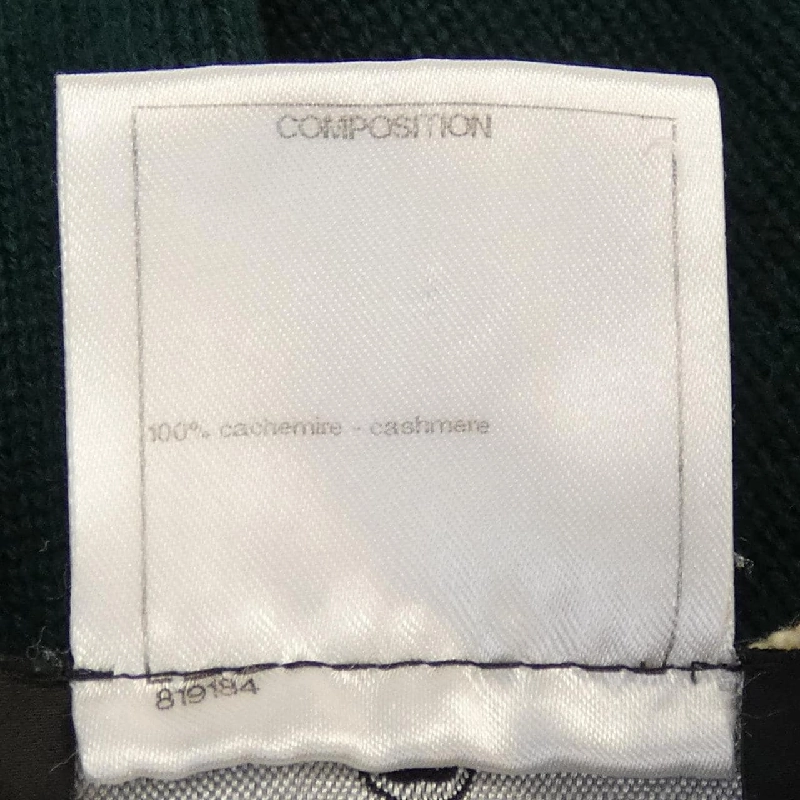 COMPOSITION
100% cachemire - cashmere
819184